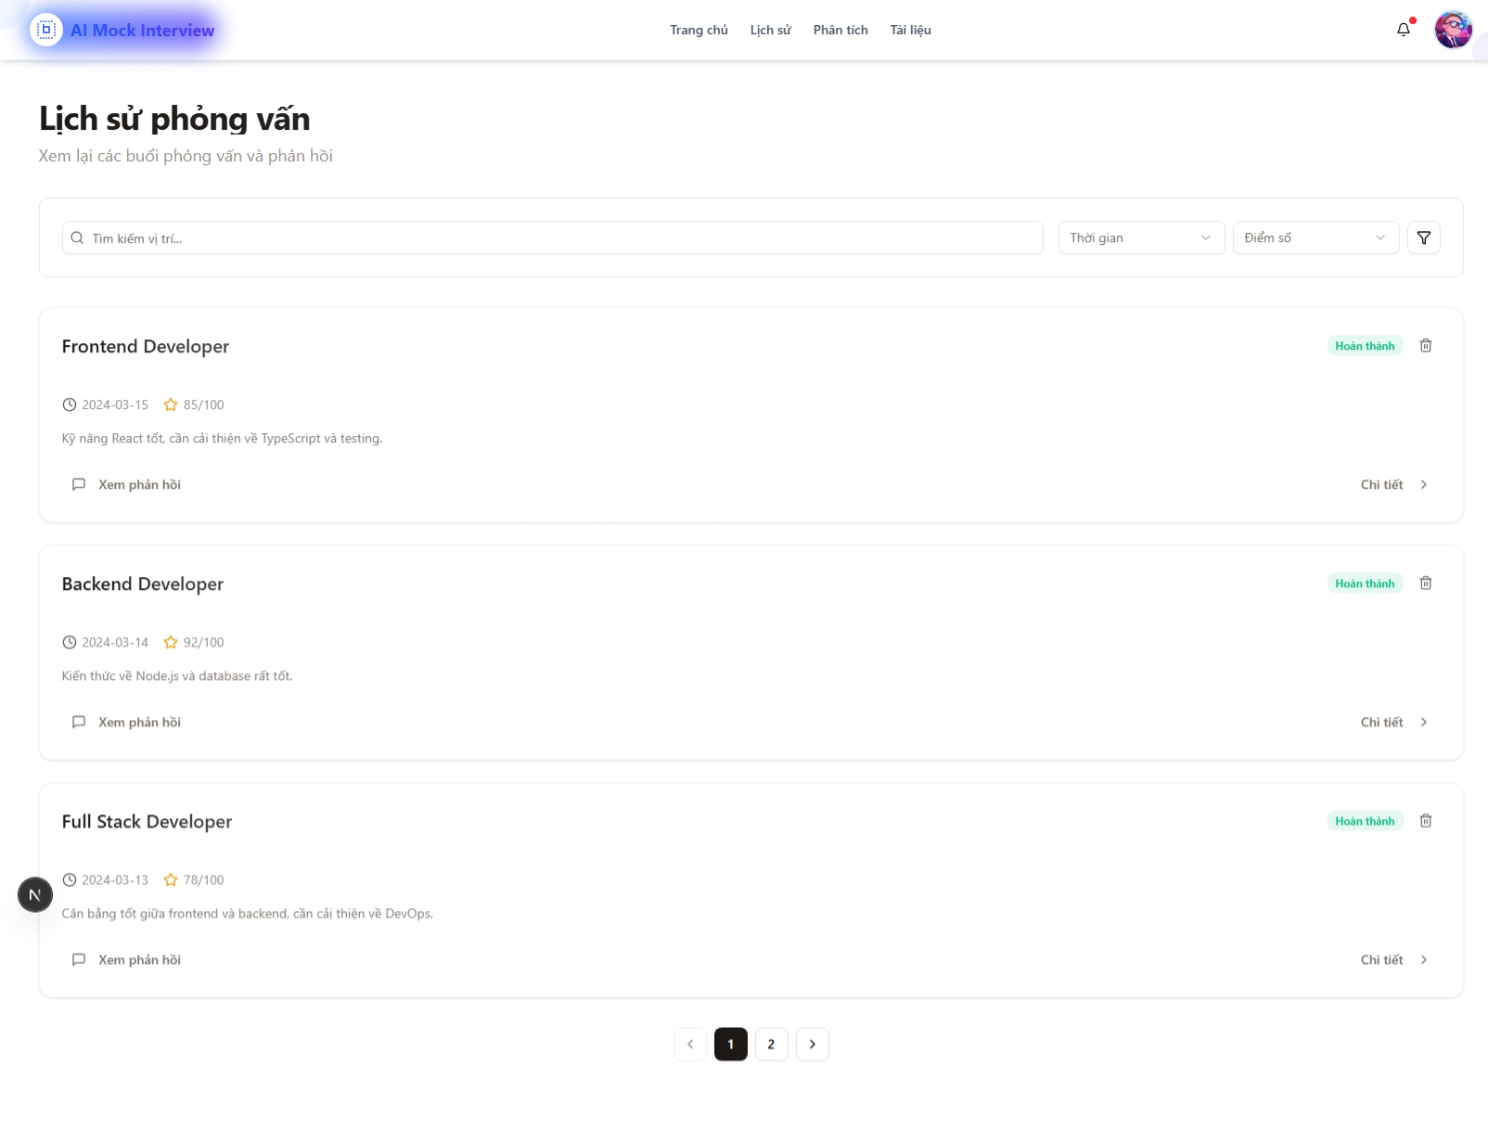 AI Mock Interview
Trang chủ Lịch sử Phân tích Tài liệu
Lịch sử phỏng vấn
Xem lại các buổi phỏng vấn và phản hồi
Tìm kiếm vị trí... Thời gian Điểm số
Frontend Developer Hoàn thành
2024-03-15 85/100
Kỹ năng React tốt, cần cải thiện về TypeScript và testing.
Xem phản hồi Chi tiết
Backend Developer Hoàn thành
2024-03-14 92/100
Kiến thức về Node.js và database rất tốt.
Xem phản hồi Chi tiết
Full Stack Developer Hoàn thành
2024-03-13 78/100
N
Cân bằng tốt giữa frontend và backend, cần cải thiện về DevOps.
Xem phản hồi Chi tiết
1 2